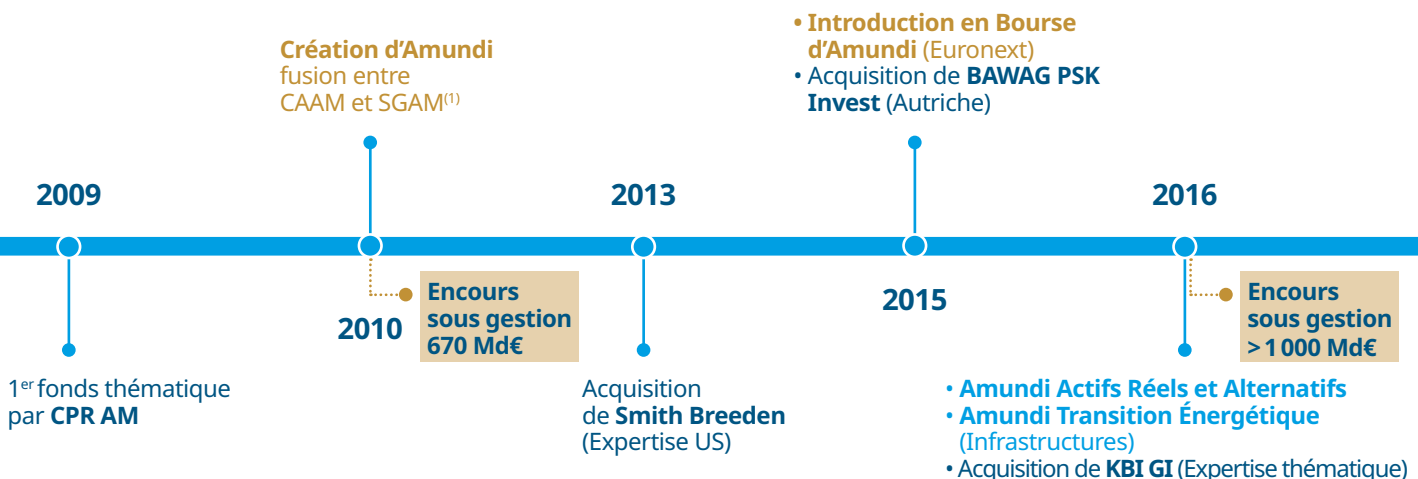 2009
1er fonds thématique
par CPR AM
Création d’Amundi
fusion entre
CAAM et SGAM(1)
2010
Encours
sous gestion
670 Md€
2013
Acquisition
de Smith Breeden
(Expertise US)
• Introduction en Bourse
d’Amundi (Euronext)
• Acquisition de BAWAG PSK
Invest (Autriche)
2015
2016
Encours
sous gestion
> 1 000 Md€
• Amundi Actifs Réels et Alternatifs
• Amundi Transition Énergétique
(Infrastructures)
• Acquisition de KBI GI (Expertise thématique)